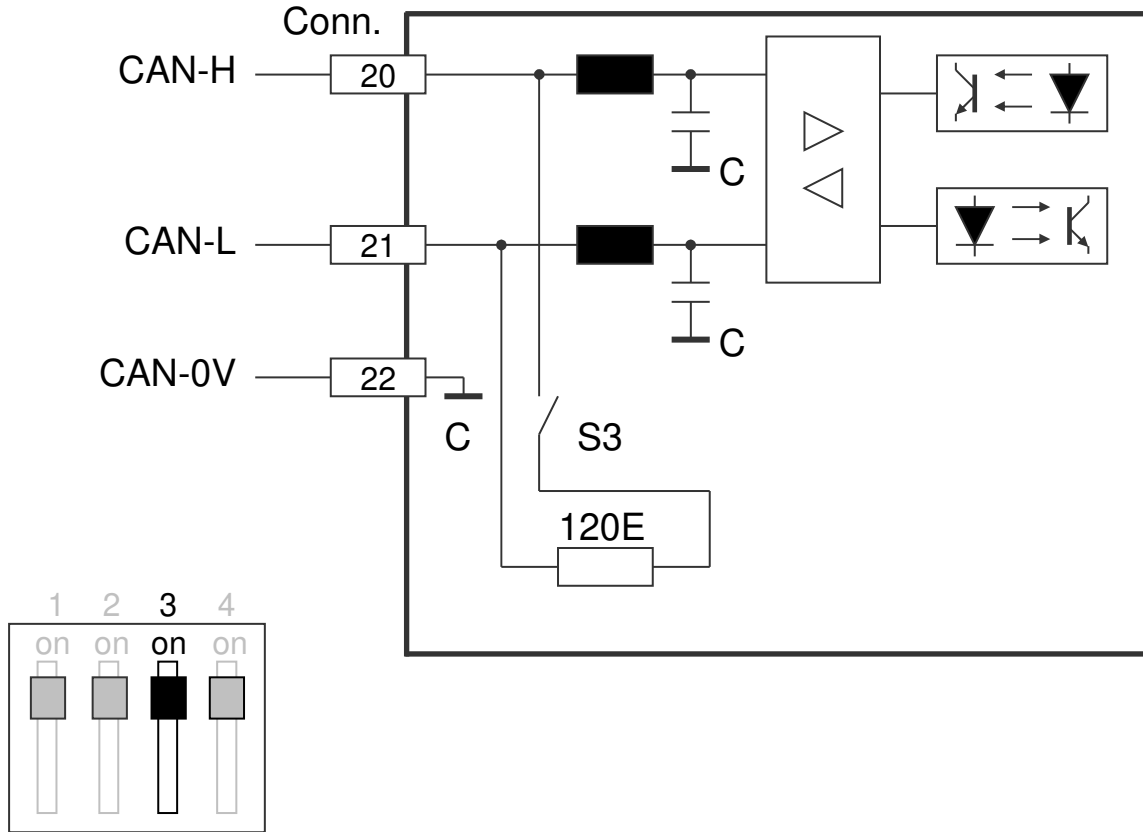 Conn.
CAN-H
20
C
CAN-L
21
C
CAN-0V
22
C
S3
120E
1 2 3 4
on on on on